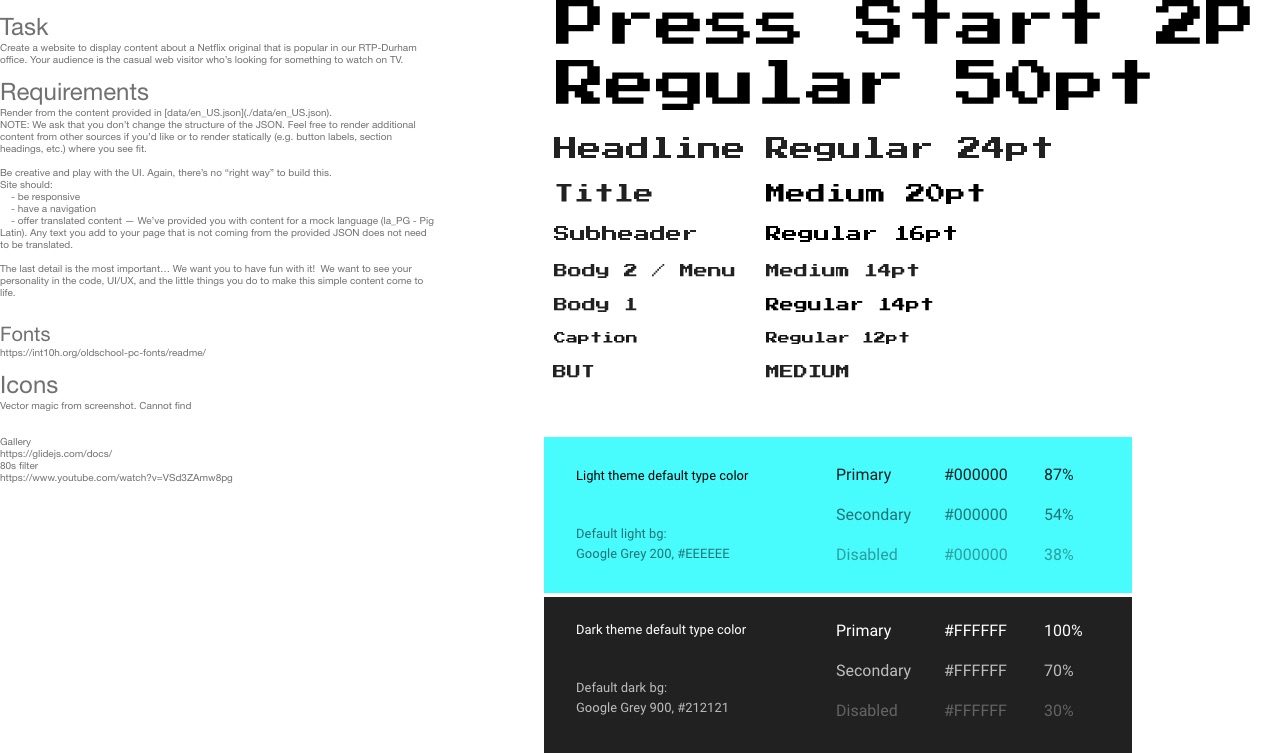 Task
Create a website to display content about a Netflix original that is popular in our RTP-Durham
office. Your audience is the casual web visitor who's looking for something to watch on TV.
Requirements
Render from the content provided in [data/en_US.json](./data/en_US.json).
NOTE: We ask that you don't change the structure of the JSON. Feel free to render additional
content from other sources if you'd like or to render statically (e.g. button labels, section
headings, etc.) where you see fit.
Be creative and play with the UI. Again, there's no “right way” to build this.
Site should:
- be responsive
- have a navigation
- offer translated content — We've provided you with content for a mock language (la_PG - Pig
Latin). Any text you add to your page that is not coming from the provided JSON does not need
to be translated.
The last detail is the most important… We want you to have fun with it!  We want to see your
personality in the code, UI/UX, and the little things you do to make this simple content come to
life.
Fonts
https://int10h.org/oldschool-pc-fonts/readme/
Icons
Vector magic from screenshot. Cannot find
Gallery
https://glidejs.com/docs/
80s filter
https://www.youtube.com/watch?v=VSd3ZAmw8pg
Press Start 2P
Regular 50pt
Headline Regular 24pt
Title Medium 20pt
Subheader Regular 16pt
Body 2 / Menu Medium 14pt
Body 1 Regular 14pt
Caption Regular 12pt
BUT MEDIUM
Light theme default type color Primary #000000 87%
Secondary #000000 54%
Default light bg:
Google Grey 200, #EEEEEE Disabled #000000 38%
Dark theme default type color Primary #FFFFFF 100%
Secondary #FFFFFF 70%
Default dark bg:
Google Grey 900, #212121 Disabled #FFFFFF 30%